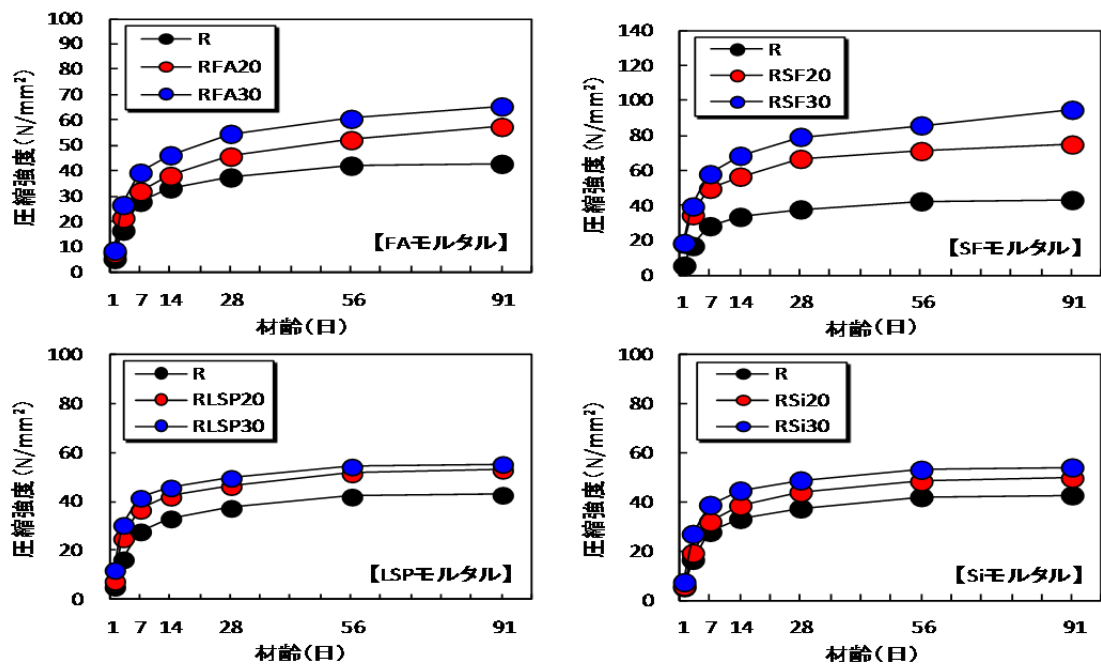 圧縮強度(N/mm²)
100
90
80
70
60
50
40
30
20
10
0
R
RFA20
RFA30
【FAモルタル】
1 7 14 28 56 91
材齢(日)
圧縮強度(N/mm²)
140
120
100
80
60
40
20
0
R
RSF20
RSF30
【SFモルタル】
1 7 14 28 56 91
材齢(日)
圧縮強度(N/mm²)
100
80
60
40
20
0
R
RLSP20
RLSP30
【LSPモルタル】
1 7 14 28 56 91
材齢(日)
圧縮強度(N/mm²)
100
80
60
40
20
0
R
RSi20
RSi30
【Siモルタル】
1 7 14 28 56 91
材齢(日)